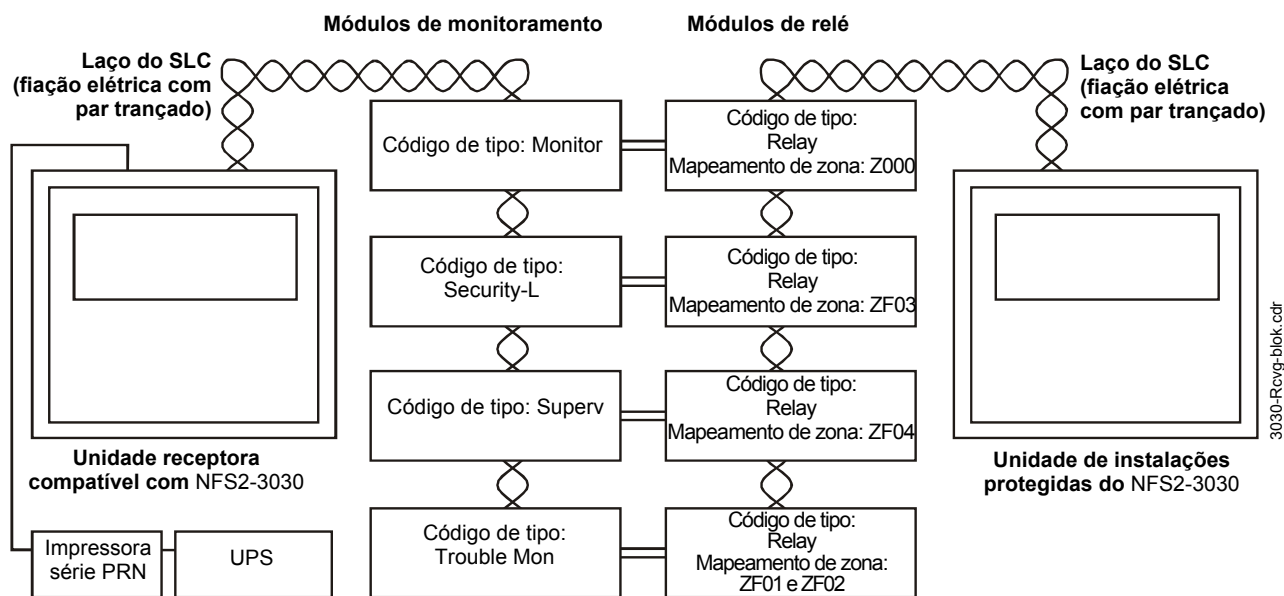 Módulos de monitoramento
Módulos de relé
Laço do SLC
(fiação elétrica com
par trançado)
Laço do SLC
(fiação elétrica
com par trançado)
Código de tipo: Monitor
Código de tipo:
Relay
Mapeamento de zona: Z000
Código de tipo:
Security-L
Código de tipo:
Relay
Mapeamento de zona: ZF03
Código de tipo: Superv
Código de tipo:
Relay
Mapeamento de zona: ZF04
Código de tipo:
Trouble Mon
Código de tipo:
Relay
Mapeamento de zona:
ZF01 e ZF02
Unidade receptora
compatível com NFS2-3030
Impressora
série PRN
UPS
Unidade de instalações
protegidas do NFS2-3030
3030-Rcvg-blok.cdr